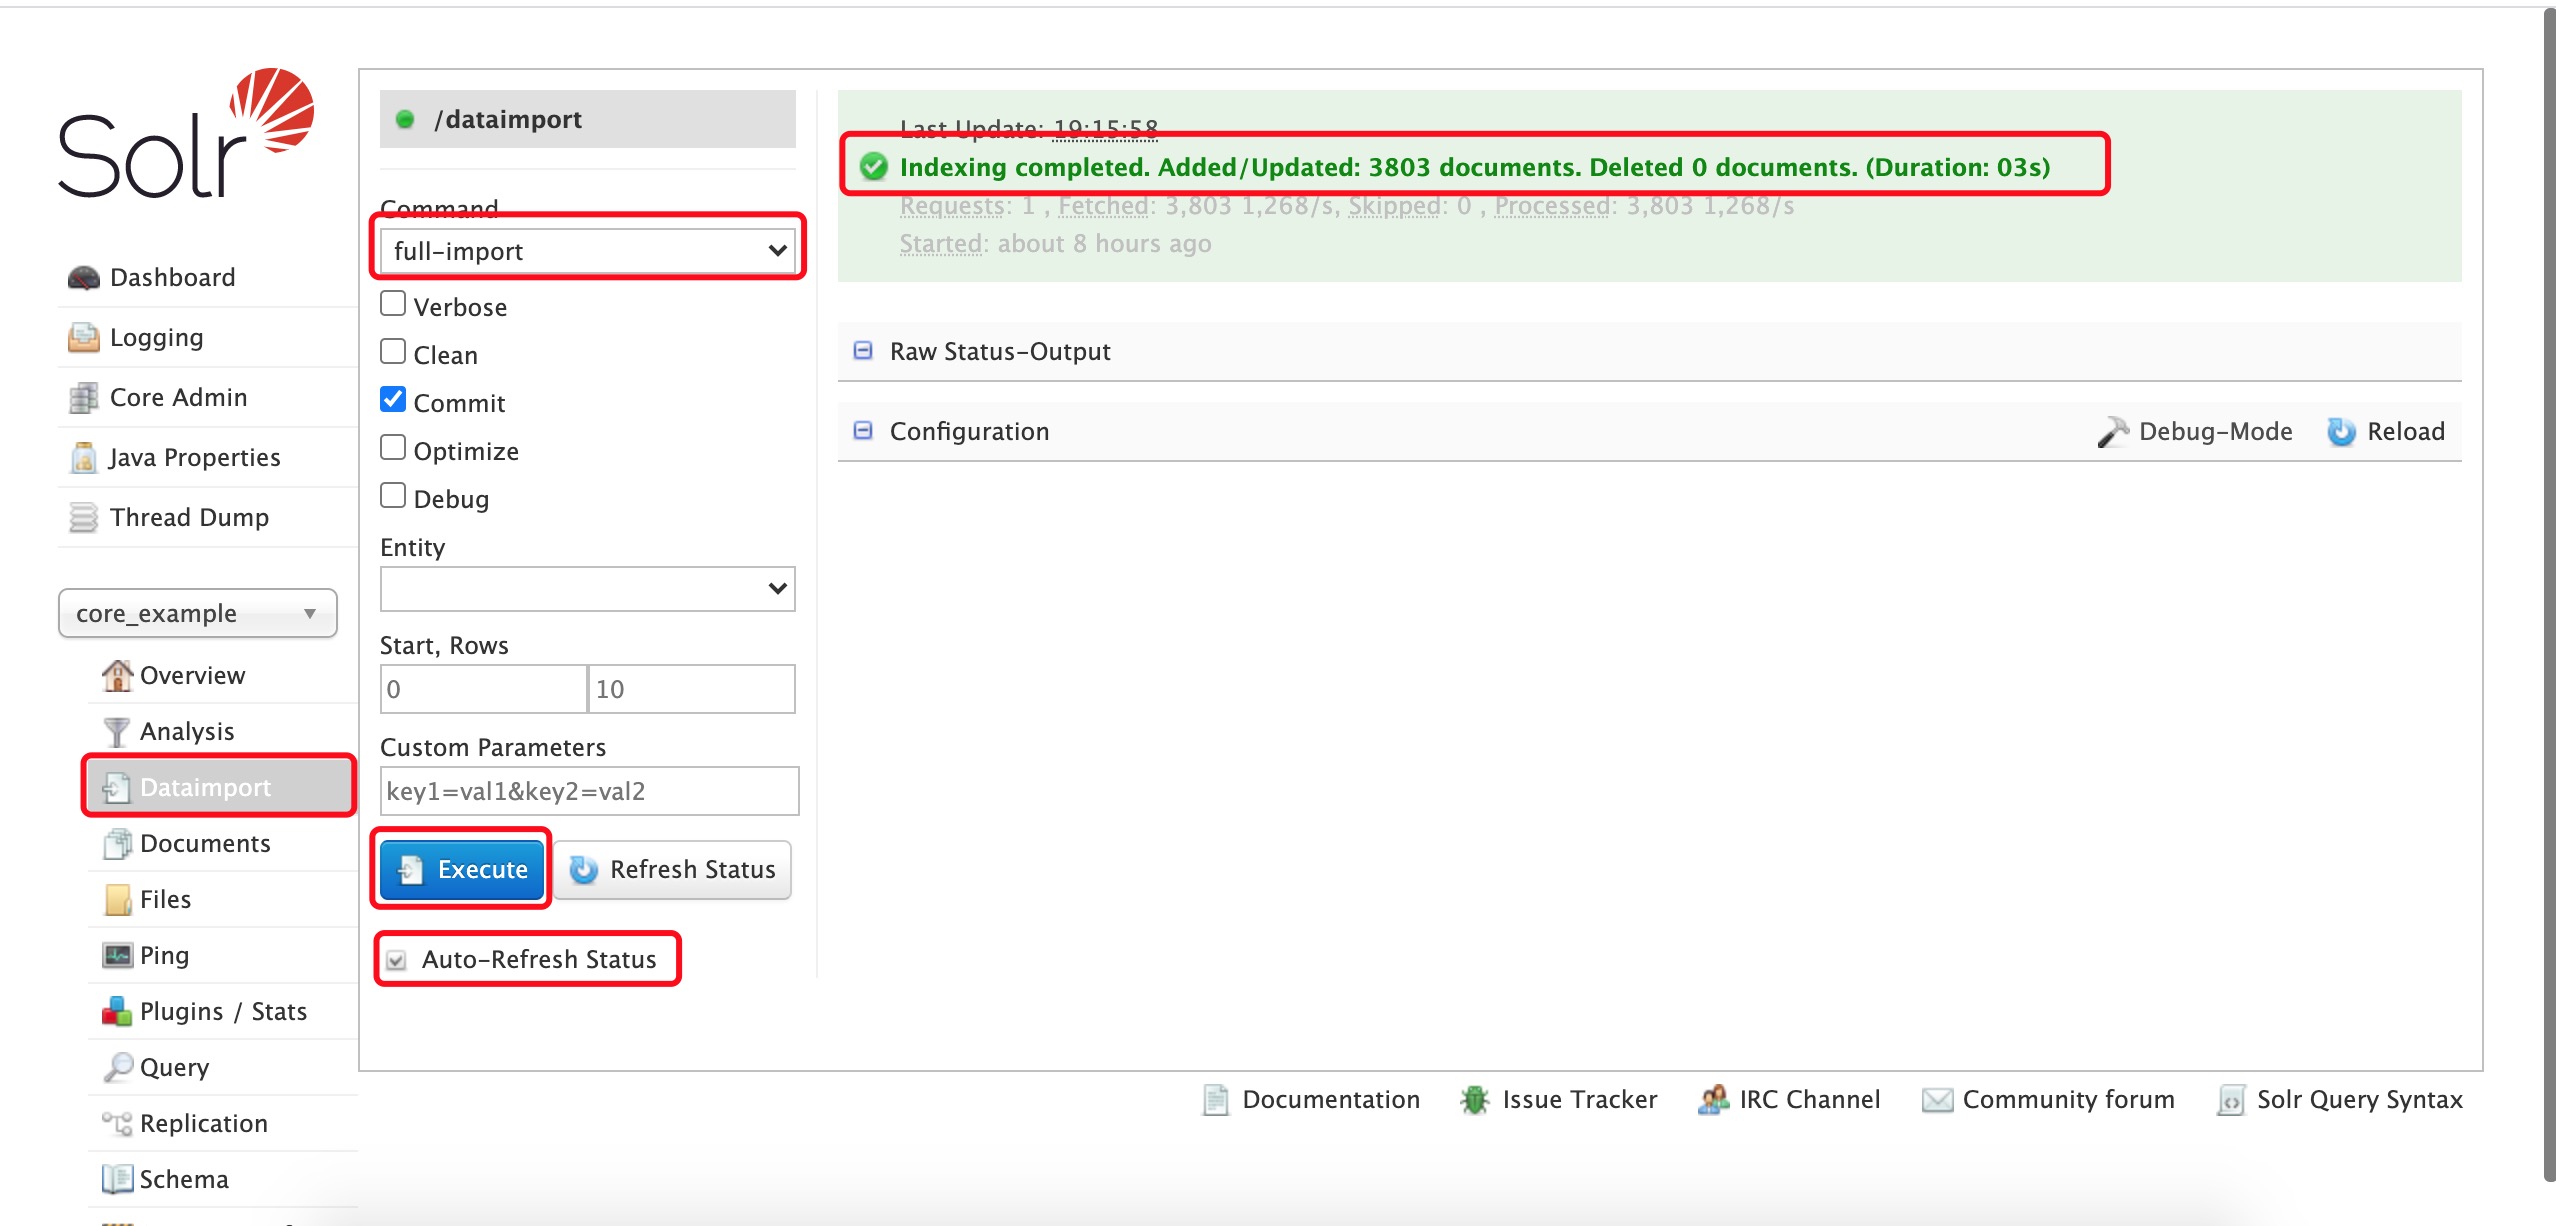 Solr
Dashboard
Logging
Core Admin
Java Properties
Thread Dump
core_example
Overview
Analysis
Dataimport
Documents
Files
Ping
Plugins / Stats
Query
Replication
Schema
/dataimport
Command
full-import
Verbose
Clean
Commit
Optimize
Debug
Entity
Start, Rows
0 10
Custom Parameters
key1=val1&key2=val2
Execute Refresh Status
Auto-Refresh Status
Last Update: 19:15:58
Indexing completed. Added/Updated: 3803 documents. Deleted 0 documents. (Duration: 03s)
Requests: 1 , Fetched: 3,803 1,268/s, Skipped: 0 , Processed: 3,803 1,268/s
Started: about 8 hours ago
Raw Status-Output
Configuration Debug-Mode Reload
Documentation Issue Tracker IRC Channel Community forum Solr Query Syntax